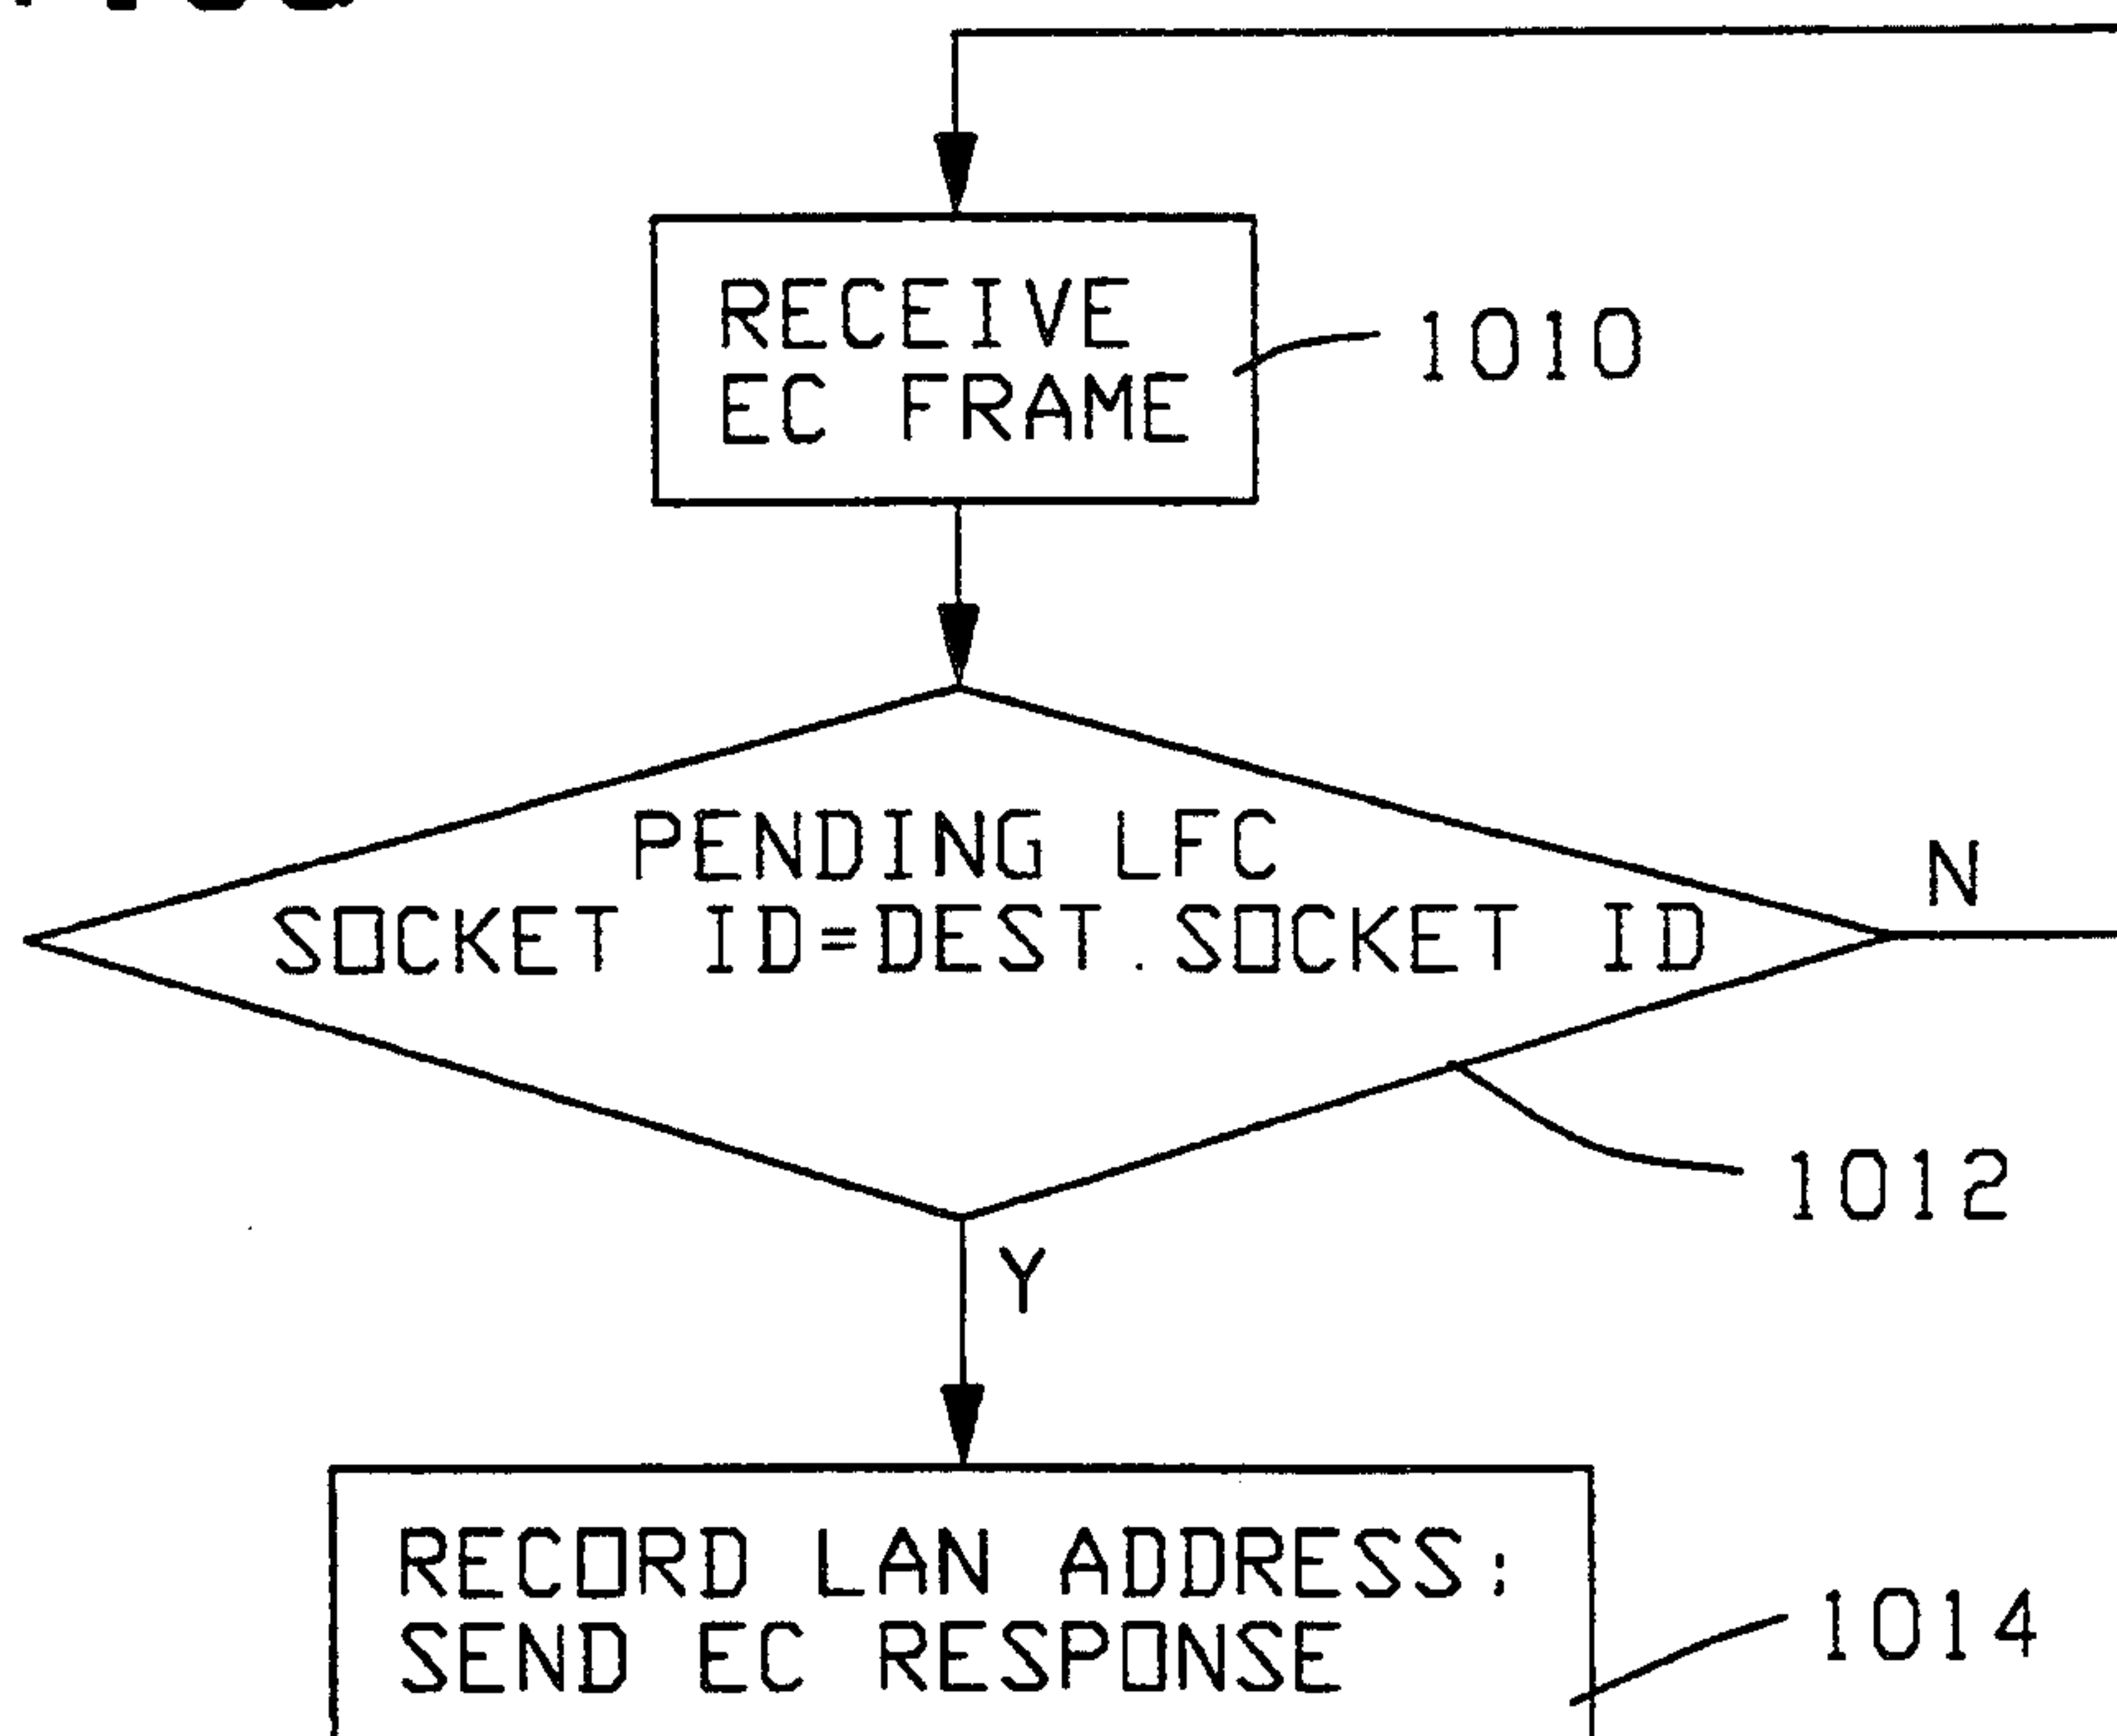 RECEIVE
EC FRAME
1010
PENDING LFC
SOCKET ID=DEST.SOCKET ID
N
1012
Y
RECORD LAN ADDRESS;
SEND EC RESPONSE
1014